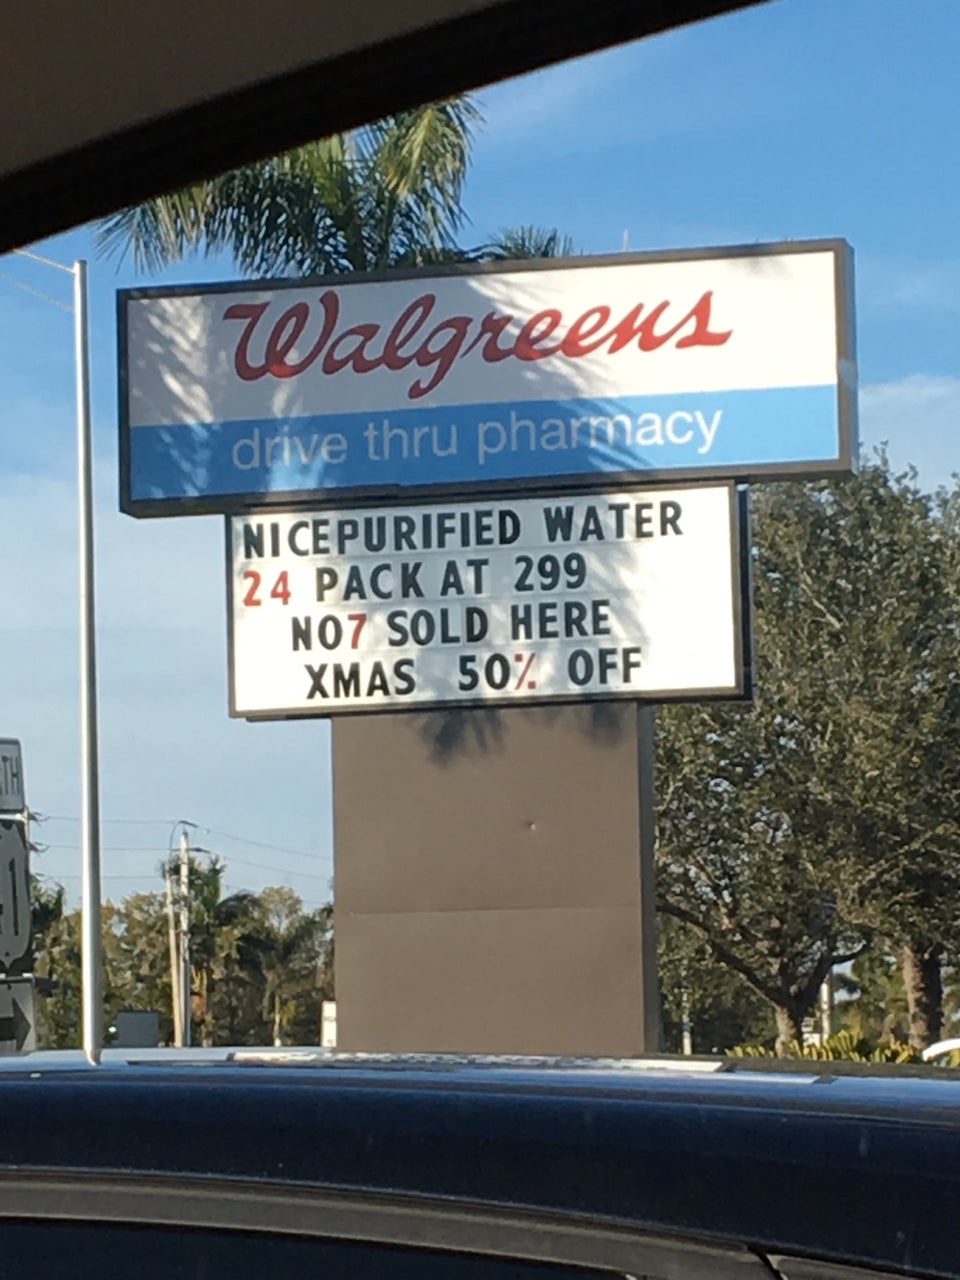 Walgreens
drive thru pharmacy
NICEPURIFIED WATER
24 PACK AT 299
NO7 SOLD HERE
XMAS 50% OFF